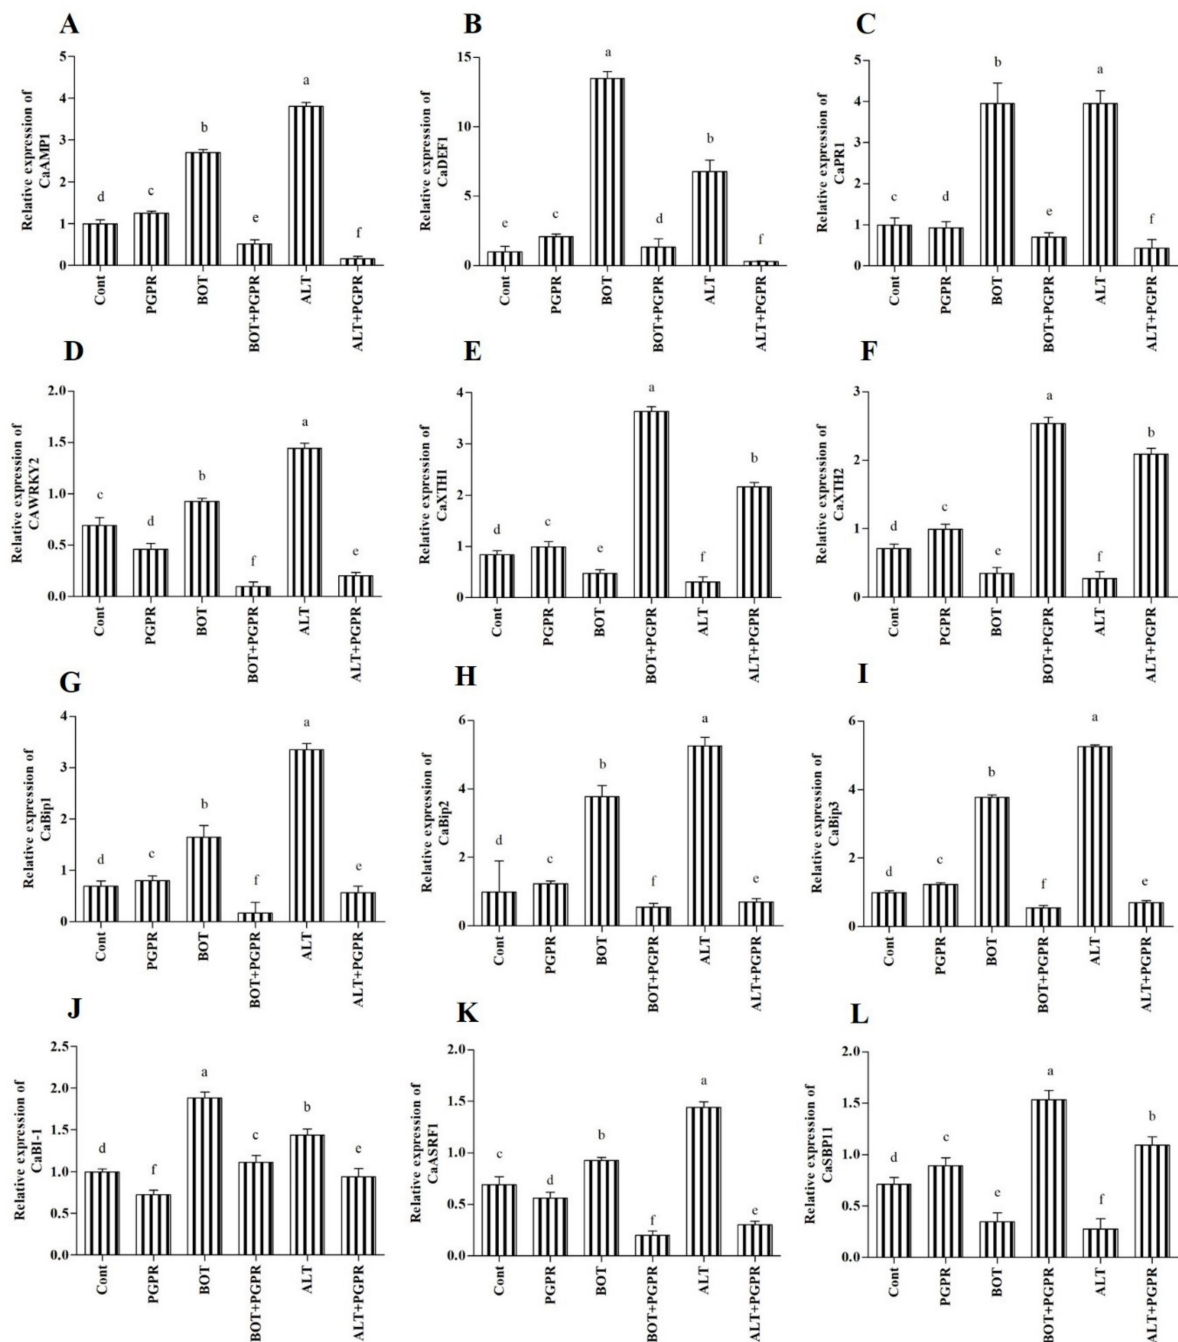 A
Relative expression of
CaAMP1
5
4
3
2
1
0
d
c
b
e
a
f
Cont
PGPR
BOT
BOT+PGPR
ALT
ALT+PGPR
B
Relative expression of
CaDEF1
15
10
5
0
e
c
a
d
b
f
Cont
PGPR
BOT
BOT+PGPR
ALT
ALT+PGPR
C
Relative expression of
CaPR1
5
4
3
2
1
0
c
d
b
e
a
f
Cont
PGPR
BOT
BOT+PGPR
ALT
ALT+PGPR
D
Relative expression of
CAWRKY2
2.0
1.5
1.0
0.5
0.0
c
d
b
f
a
e
Cont
PGPR
BOT
BOT+PGPR
ALT
ALT+PGPR
E
Relative expression of
CaXTH1
4
3
2
1
0
d
c
e
a
f
b
Cont
PGPR
BOT
BOT+PGPR
ALT
ALT+PGPR
F
Relative expression of
CaXTH2
3
2
1
0
d
c
e
a
f
b
Cont
PGPR
BOT
BOT+PGPR
ALT
ALT+PGPR
G
Relative expression of
CaBip1
4
3
2
1
0
d
c
b
f
a
e
Cont
PGPR
BOT
BOT+PGPR
ALT
ALT+PGPR
H
Relative expression of
CaBip2
6
4
2
0
d
c
b
f
a
e
Cont
PGPR
BOT
BOT+PGPR
ALT
ALT+PGPR
I
Relative expression of
CaBip3
6
4
2
0
d
c
b
f
a
e
Cont
PGPR
BOT
BOT+PGPR
ALT
ALT+PGPR
J
Relative expression of
CaBI-1
2.5
2.0
1.5
1.0
0.5
0.0
d
f
a
c
b
e
Cont
PGPR
BOT
BOT+PGPR
ALT
ALT+PGPR
K
Relative expression of
CaASRF1
2.0
1.5
1.0
0.5
0.0
c
d
b
f
a
e
Cont
PGPR
BOT
BOT+PGPR
ALT
ALT+PGPR
L
Relative expression of
CaSBP11
2.0
1.5
1.0
0.5
0.0
d
c
e
a
f
b
Cont
PGPR
BOT
BOT+PGPR
ALT
ALT+PGPR